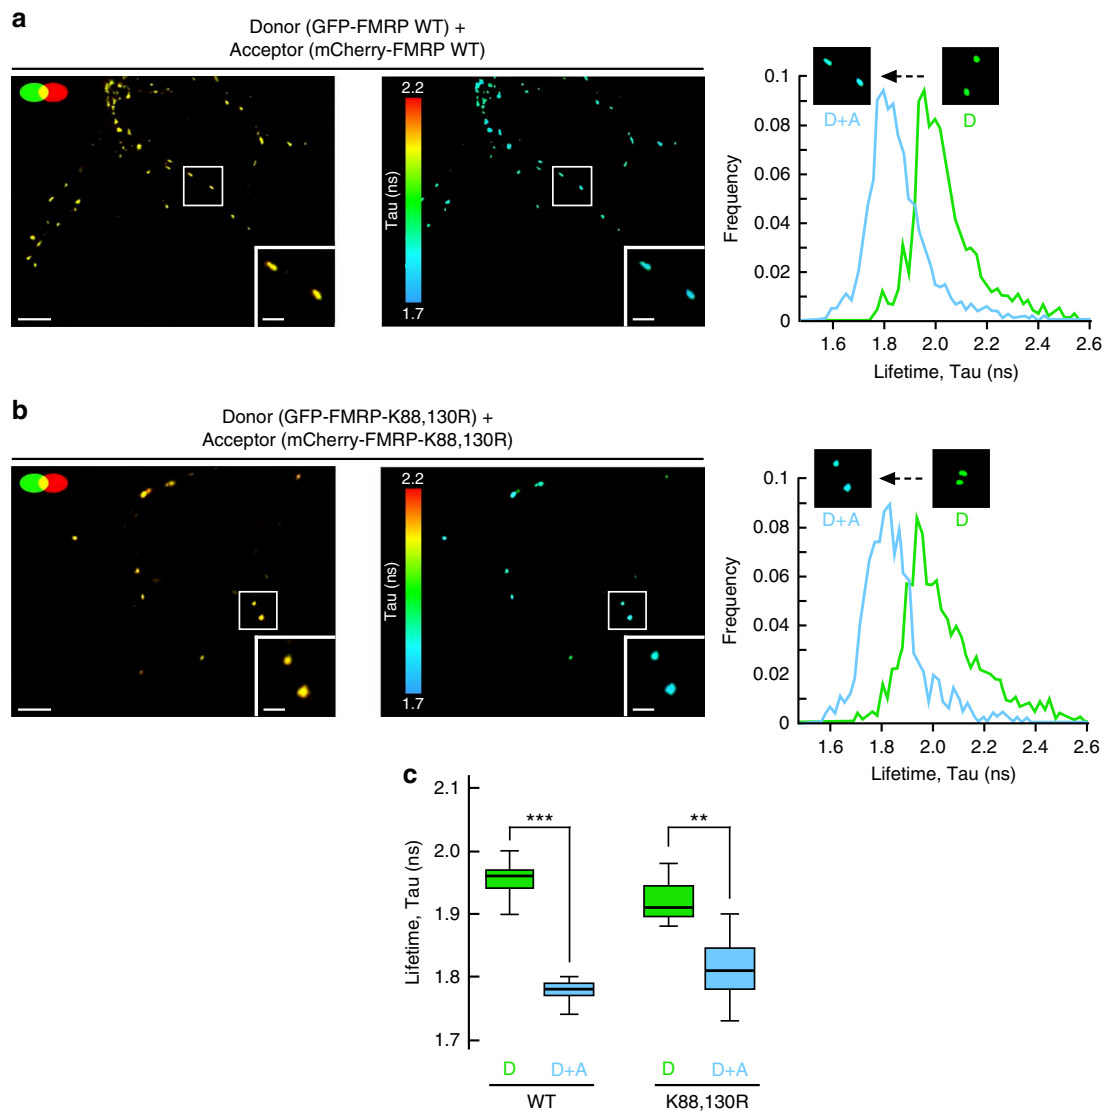 a
Donor (GFP-FMRP WT) +
Acceptor (mCherry-FMRP WT)
2.2
Tau (ns)
1.7
D+A
D
0.1
0.08
0.06
0.04
0.02
0
Frequency
1.6 1.8 2.0 2.2 2.4 2.6
Lifetime, Tau (ns)
b
Donor (GFP-FMRP-K88,130R) +
Acceptor (mCherry-FMRP-K88,130R)
2.2
Tau (ns)
1.7
D+A
D
0.1
0.08
0.06
0.04
0.02
0
Frequency
1.6 1.8 2.0 2.2 2.4 2.6
Lifetime, Tau (ns)
c
2.1
2.0
1.9
1.8
1.7
Lifetime, Tau (ns)
*** **
D D+A D D+A
WT K88,130R